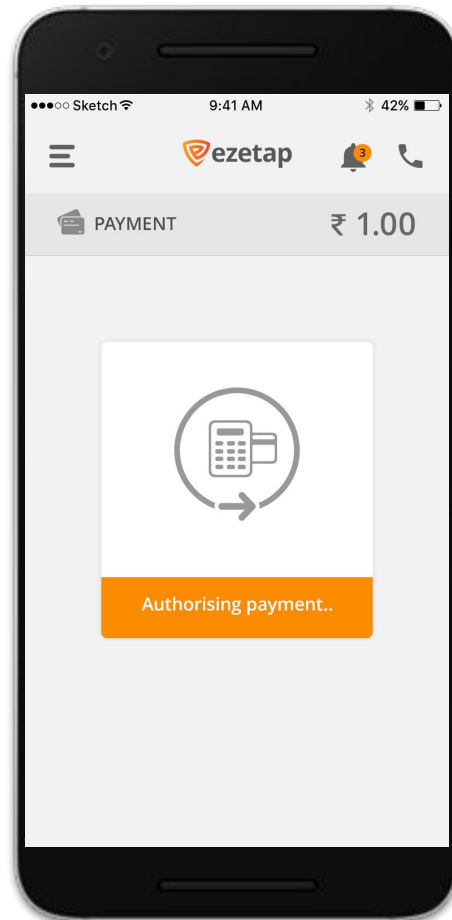 Sketch 9:41 AM 42%
ezetap 3
PAYMENT ₹ 1.00
Authorising payment..